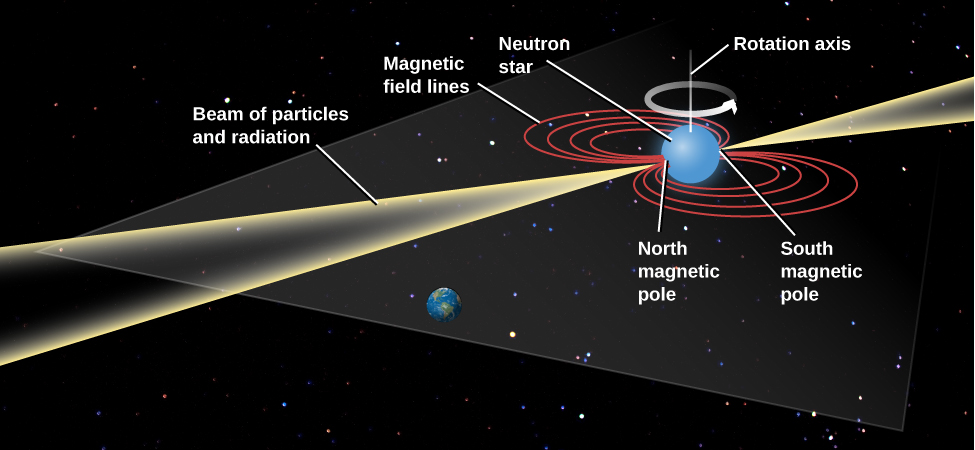 Neutron
star
Rotation axis
Magnetic
field lines
Beam of particles
and radiation
North
magnetic
pole
South
magnetic
pole